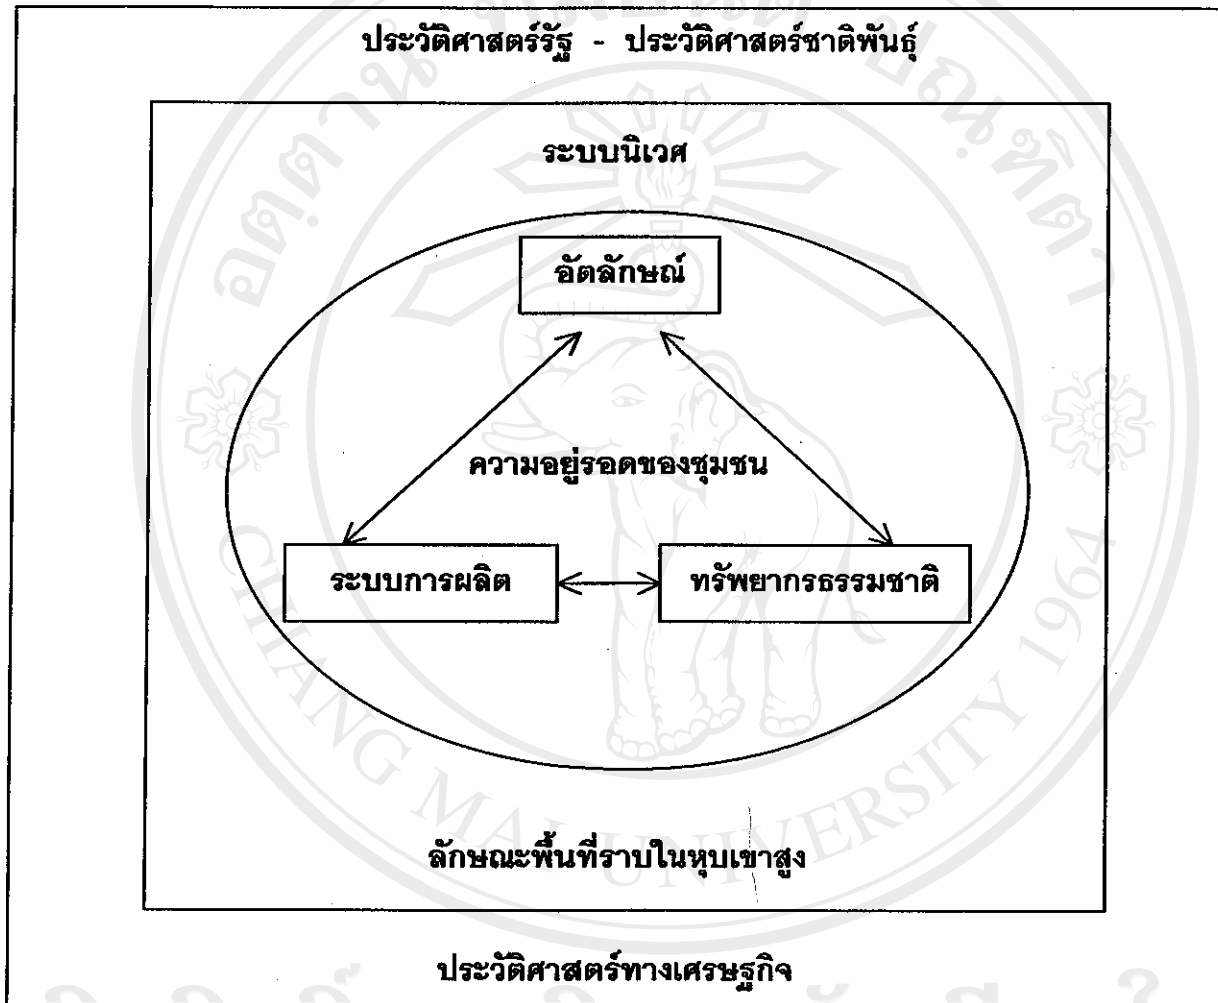 ประวัติศาสตร์รัฐ - ประวัติศาสตร์ชาติพันธุ์
ระบบนิเวศ
อัตลักษณ์
ความอยู่รอดของชุมชน
ระบบการผลิต
ทรัพยากรธรรมชาติ
ลักษณะพื้นที่ราบในหุบเขาสูง
ประวัติศาสตร์ทางเศรษฐกิจ
CHIANG MAI UNIVERSITY 1964